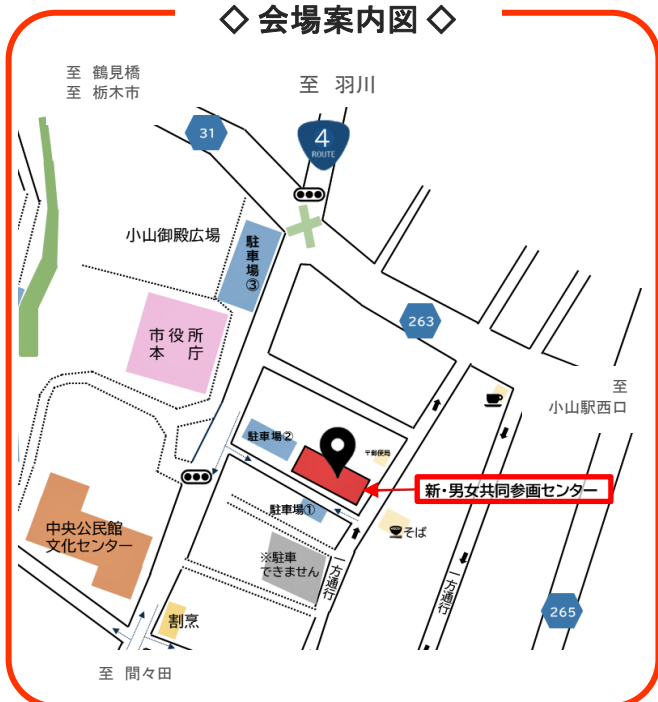 ◇ 会場案内図 ◇
至 鶴見橋
至 栃木市
至 羽川
31
4
ROUTE
小山御殿広場
駐車場③
263
市役所
本 庁
至
小山駅西口
駐車場②
〒郵便局
新・男女共同参画センター
駐車場①
そば
中央公民館
文化センター
※駐車
できません
一方通行
一方通行
265
割烹
至 間々田